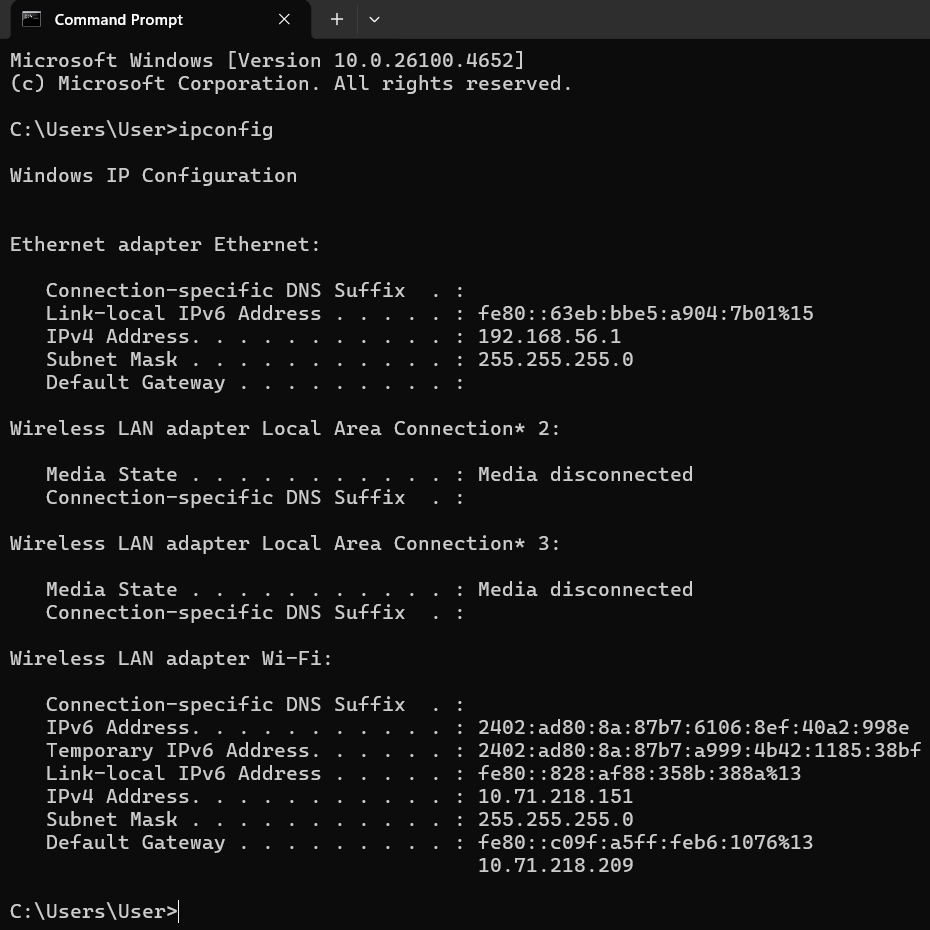 Command Prompt
Microsoft Windows [Version 10.0.26100.4652]
(c) Microsoft Corporation. All rights reserved.
C:\Users\User>ipconfig
Windows IP Configuration
Ethernet adapter Ethernet:
   Connection-specific DNS Suffix  . :
   Link-local IPv6 Address . . . . . : fe80::63eb:bbe5:a904:7b01%15
   IPv4 Address. . . . . . . . . . . : 192.168.56.1
   Subnet Mask . . . . . . . . . . . : 255.255.255.0
   Default Gateway . . . . . . . . . :
Wireless LAN adapter Local Area Connection* 2:
   Media State . . . . . . . . . . . : Media disconnected
   Connection-specific DNS Suffix  . :
Wireless LAN adapter Local Area Connection* 3:
   Media State . . . . . . . . . . . : Media disconnected
   Connection-specific DNS Suffix  . :
Wireless LAN adapter Wi-Fi:
   Connection-specific DNS Suffix  . :
   IPv6 Address. . . . . . . . . . . : 2402:ad80:8a:87b7:6106:8ef:40a2:998e
   Temporary IPv6 Address. . . . . . : 2402:ad80:8a:87b7:a999:4b42:1185:38bf
   Link-local IPv6 Address . . . . . : fe80::828:af88:358b:388a%13
   IPv4 Address. . . . . . . . . . . : 10.71.218.151
   Subnet Mask . . . . . . . . . . . : 255.255.255.0
   Default Gateway . . . . . . . . . : fe80::c09f:a5ff:feb6:1076%13
                                       10.71.218.209
C:\Users\User>